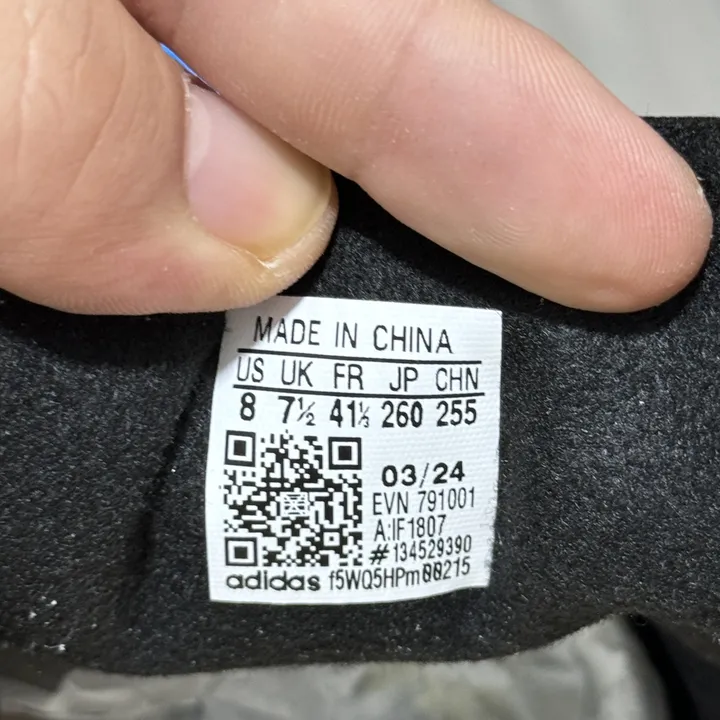 MADE IN CHINA
US UK FR JP CHN
8 7½ 41⅓ 260 255
03/24
EVN 791001
A:IF1807
#134529390
adidas f5WQ5HPm00215